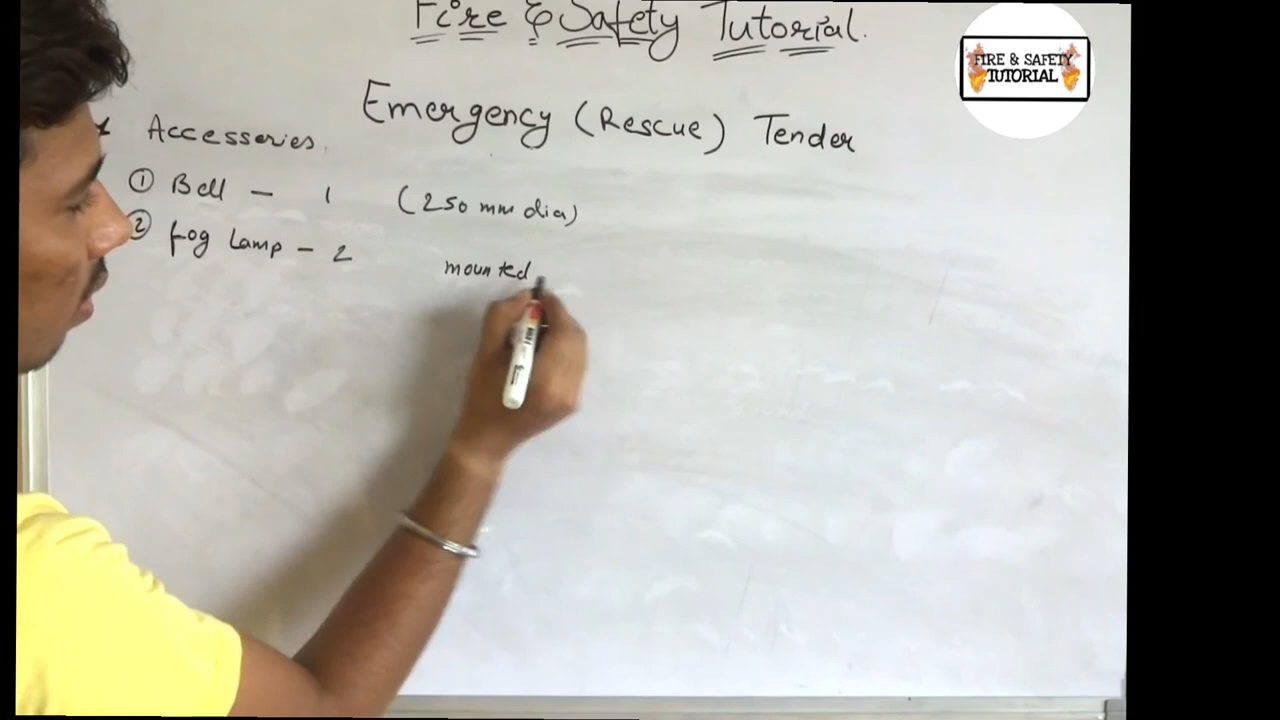 Fire & Safety Tutorial.
FIRE & SAFETY
TUTORIAL
Emergency (Rescue) Tender
Accesseries.
① Bell - 1 (250 mm dia)
② fog Lamp - 2
mounted